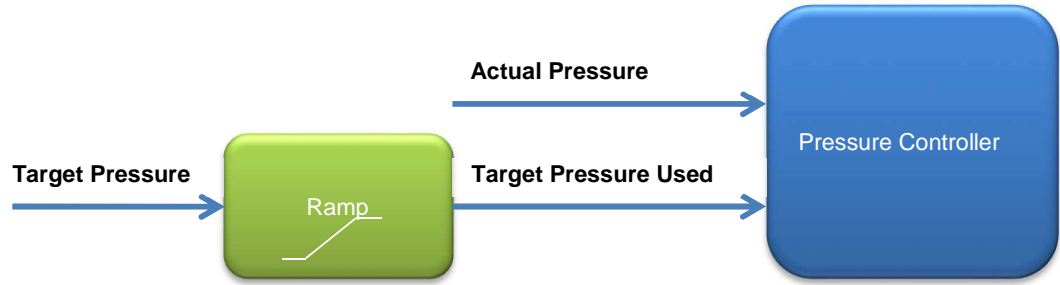 Actual Pressure
Pressure Controller
Target Pressure
Target Pressure Used
Ramp